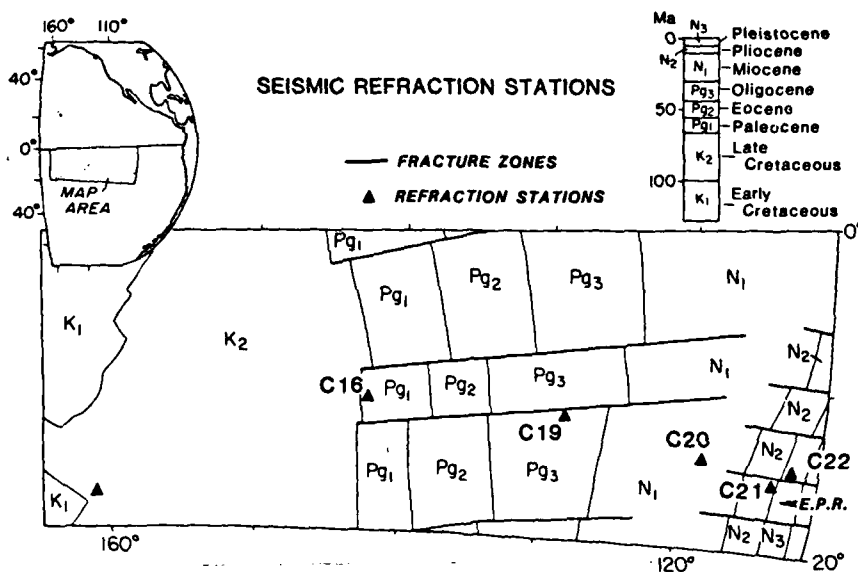 160° 110°
40°
0°
40°
MAP
AREA
SEISMIC REFRACTION STATIONS
FRACTURE ZONES
REFRACTION STATIONS
Ma
0
50
100
N3
N2
N1
Pg3
Pg2
Pg1
K2
K1
Pleistocene
Pliocene
Miocene
Oligocene
Eocene
Paleocene
Late
Cretaceous
Early
Cretaceous
0°
Pg1
Pg1 Pg2 Pg3 N1
K1 K2 N2
C16 Pg1 Pg2 Pg3 N1
N2
C19 C20 N2 C22
Pg1 Pg2 Pg3 N1
K1 C21 E.P.R.
N2 N3
160° 120° 20°